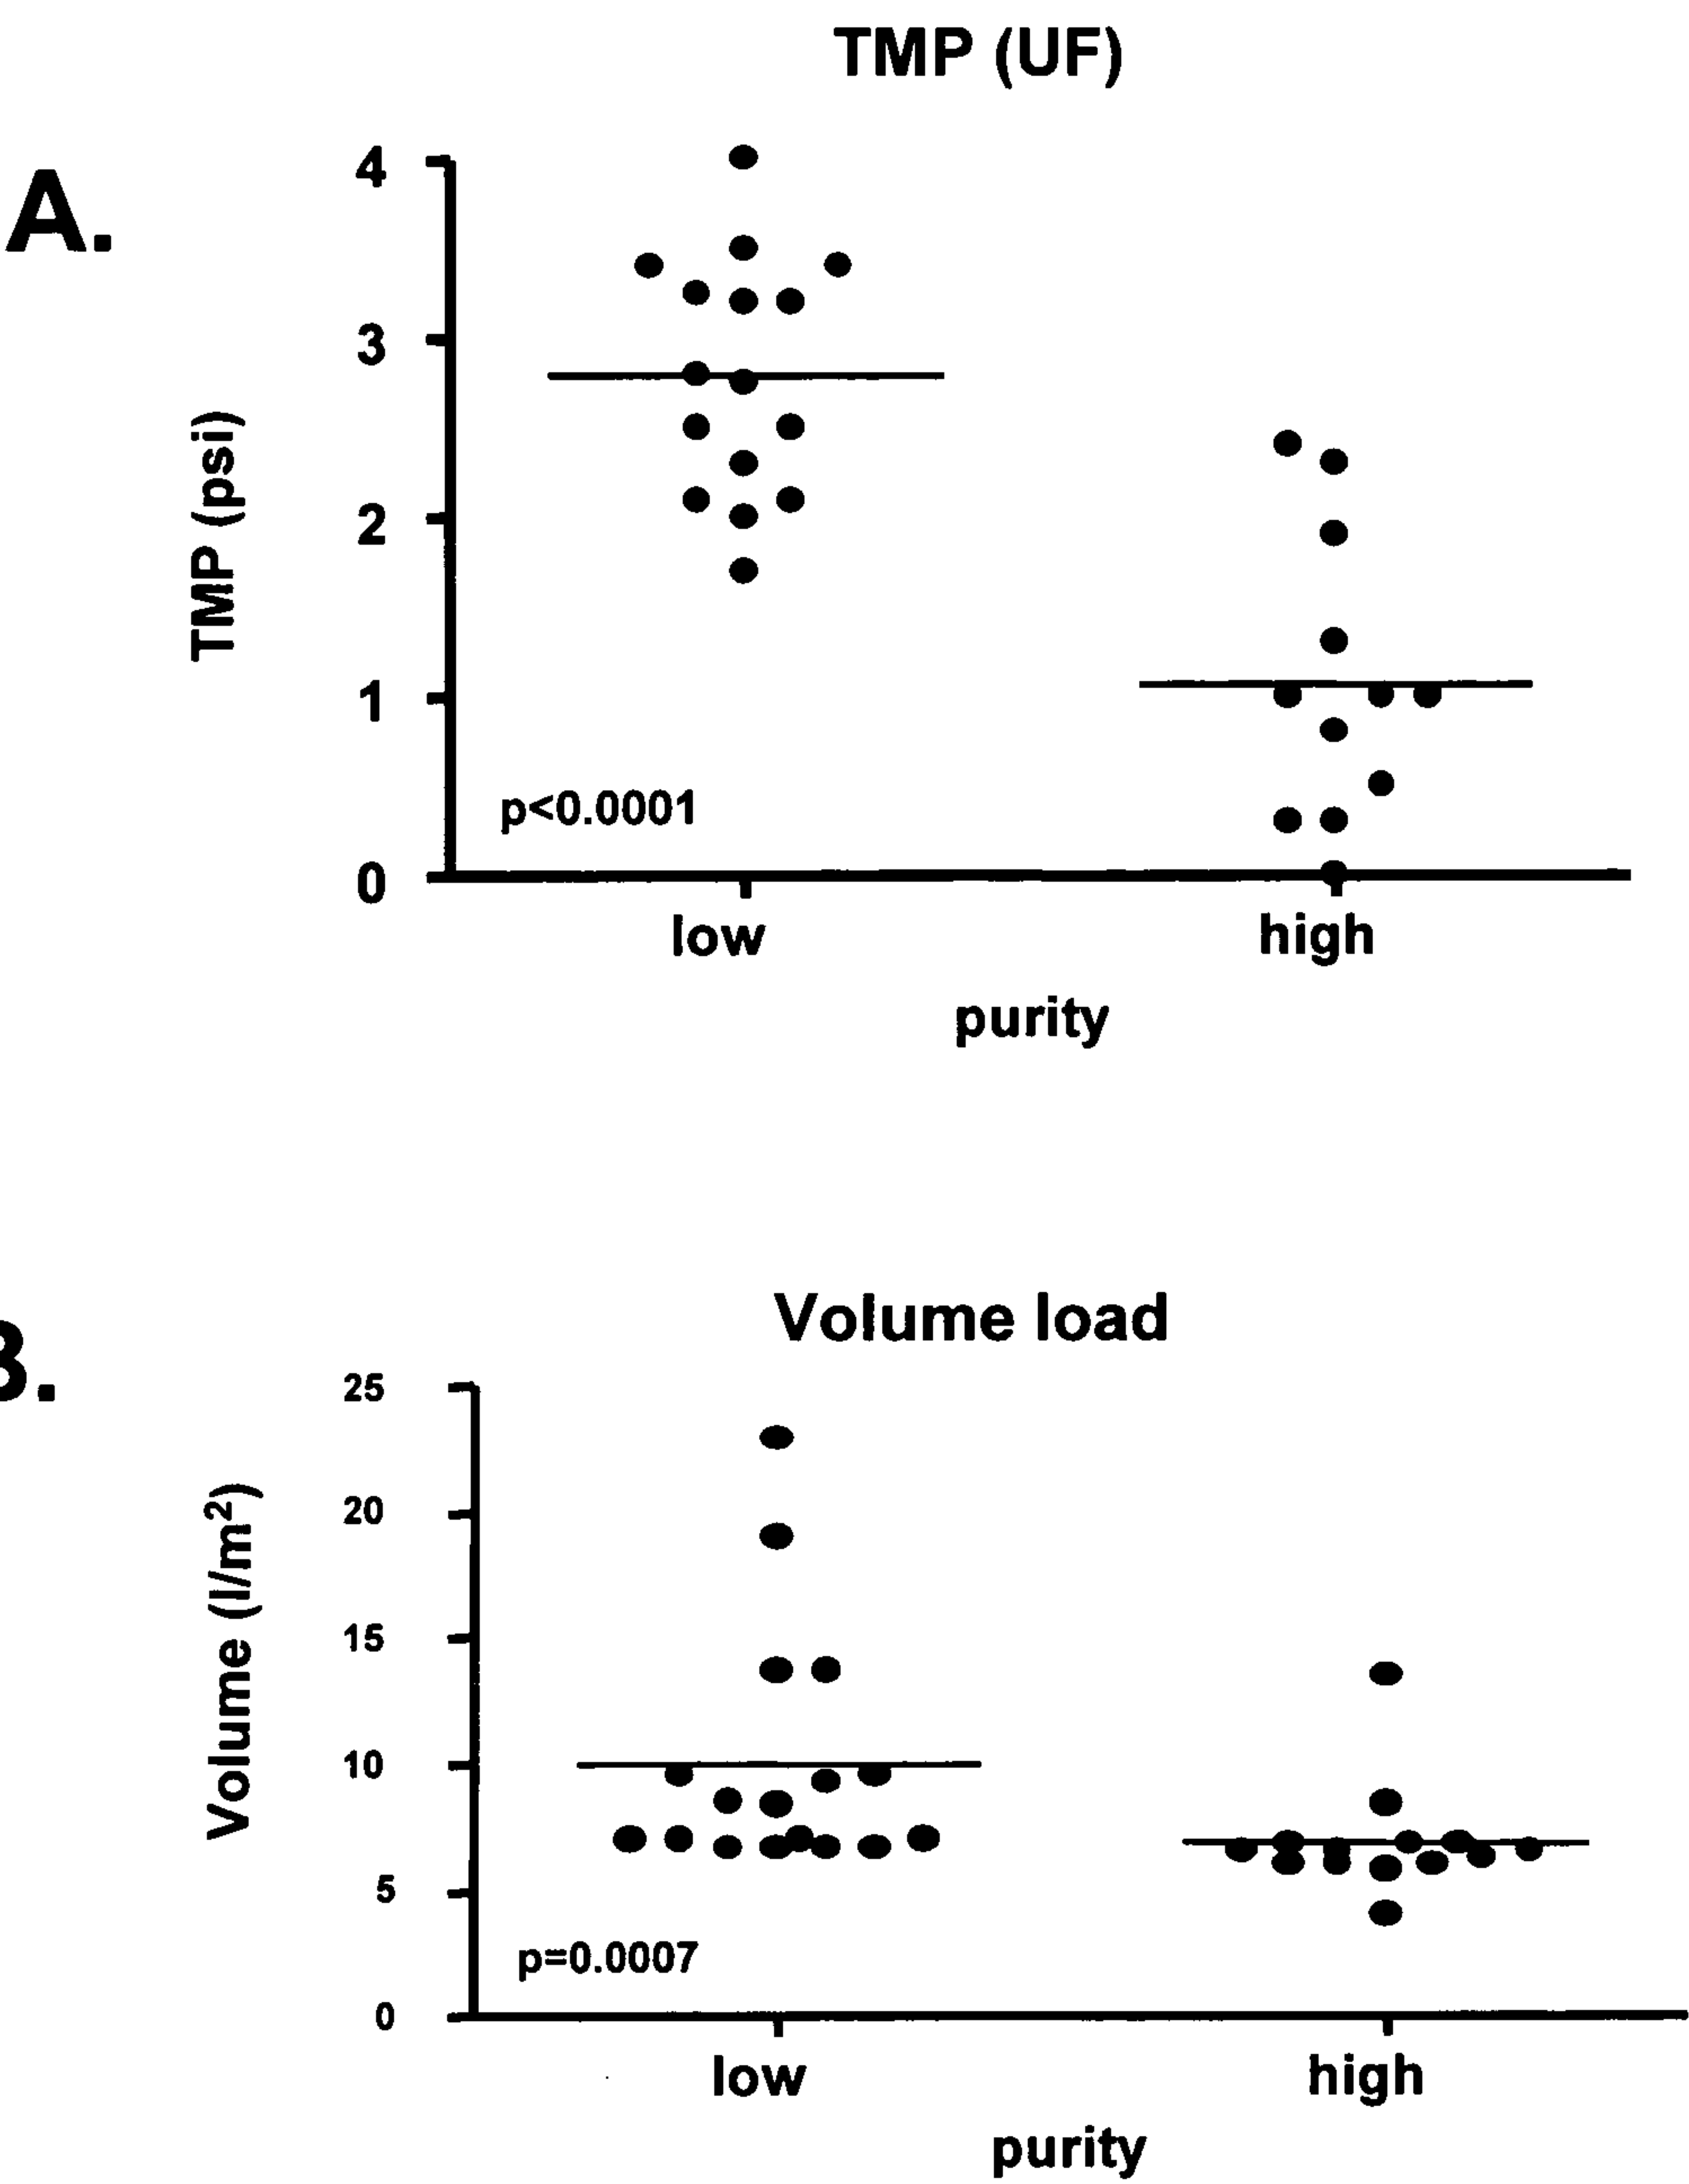 TMP (UF)
A.
4
3
2
1
0
TMP (psi)
p<0.0001
low
high
purity
Volume load
B.
25
20
15
10
5
0
Volume (l/m²)
p=0.0007
low
high
purity